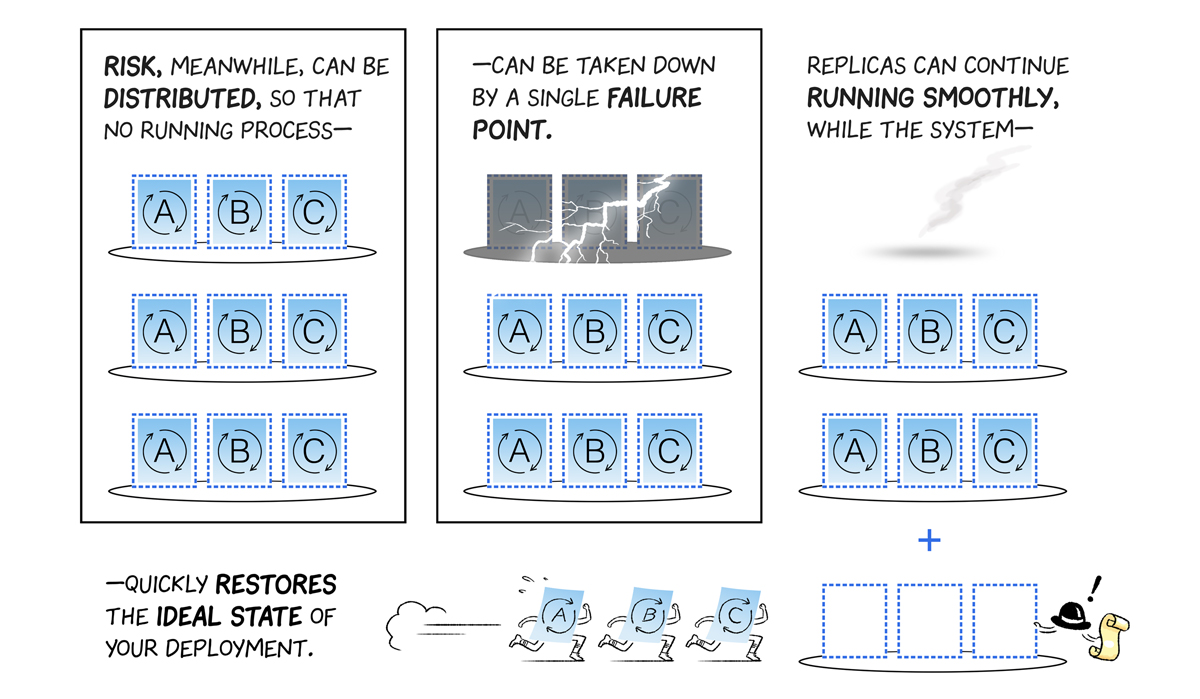 RISK, MEANWHILE, CAN BE
DISTRIBUTED, SO THAT
NO RUNNING PROCESS—
A B C
A B C
A B C
—CAN BE TAKEN DOWN
BY A SINGLE FAILURE
POINT.
A B C
A B C
A B C
REPLICAS CAN CONTINUE
RUNNING SMOOTHLY,
WHILE THE SYSTEM—
A B C
A B C
+
—QUICKLY RESTORES
THE IDEAL STATE OF
YOUR DEPLOYMENT.
A B C
!